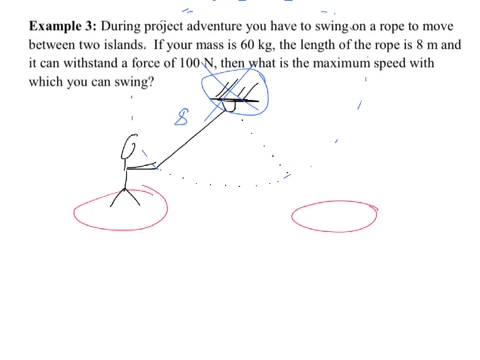 Example 3: During project adventure you have to swing on a rope to move
between two islands. If your mass is 60 kg, the length of the rope is 8 m and
it can withstand a force of 100 N, then what is the maximum speed with
which you can swing?
8